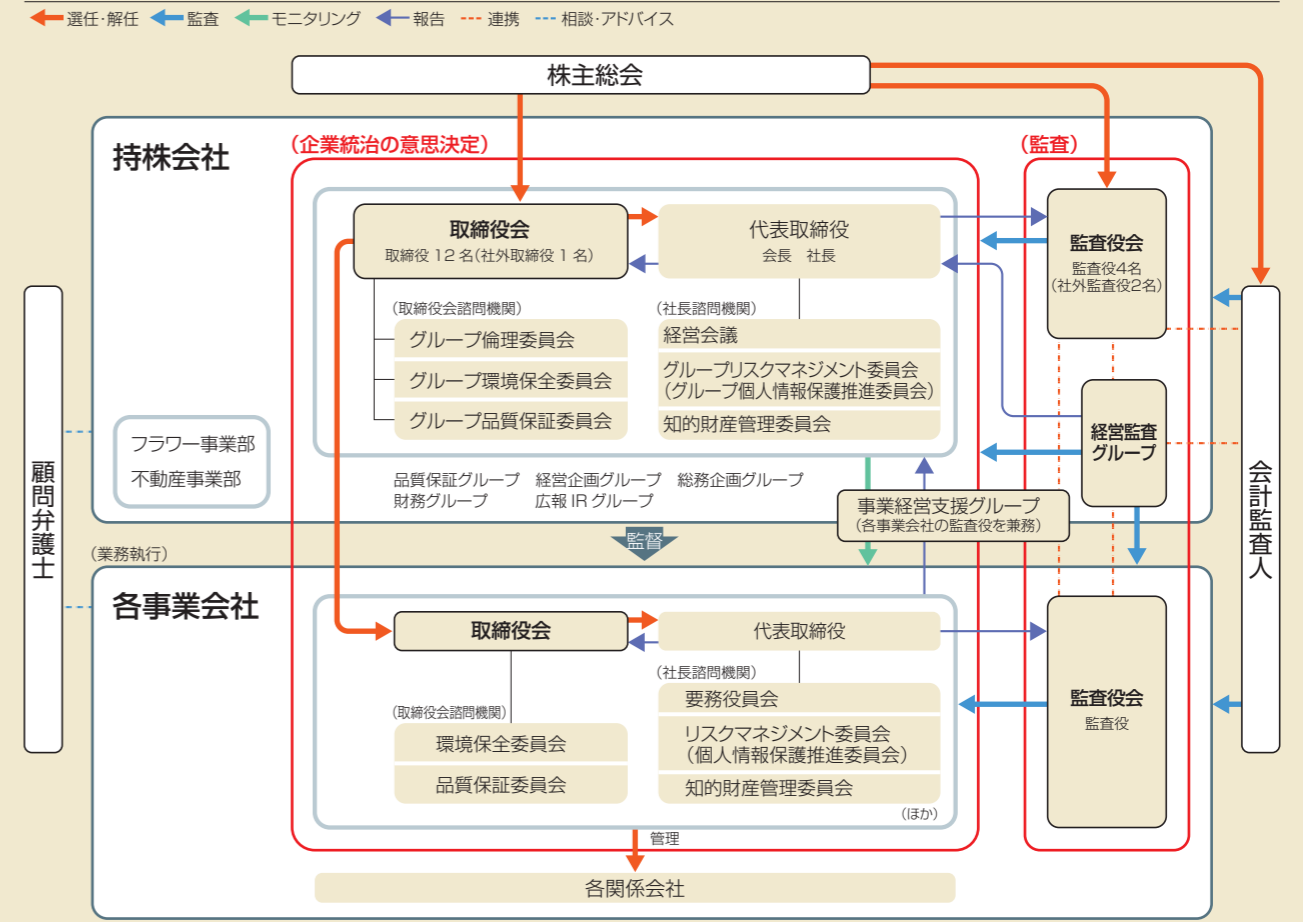 選任・解任 監査 モニタリング 報告 連携 相談・アドバイス
株主総会
持株会社
（企業統治の意思決定）
（監査）
取締役会
取締役 12 名（社外取締役 1 名）
代表取締役
会長 社長
監査役会
監査役4名
（社外監査役2名）
（取締役会諮問機関）
グループ倫理委員会
グループ環境保全委員会
グループ品質保証委員会
（社長諮問機関）
経営会議
グループリスクマネジメント委員会
（グループ個人情報保護推進委員会）
知的財産管理委員会
経営監査
グループ
フラワー事業部
不動産事業部
品質保証グループ 経営企画グループ 総務企画グループ
財務グループ 広報 IR グループ
事業経営支援グループ
（各事業会社の監査役を兼務）
顧問弁護士
会計監査人
監督
（業務執行）
各事業会社
取締役会
代表取締役
（取締役会諮問機関）
環境保全委員会
品質保証委員会
（社長諮問機関）
要務役員会
リスクマネジメント委員会
（個人情報保護推進委員会）
知的財産管理委員会
（ほか）
監査役会
監査役
管理
各関係会社